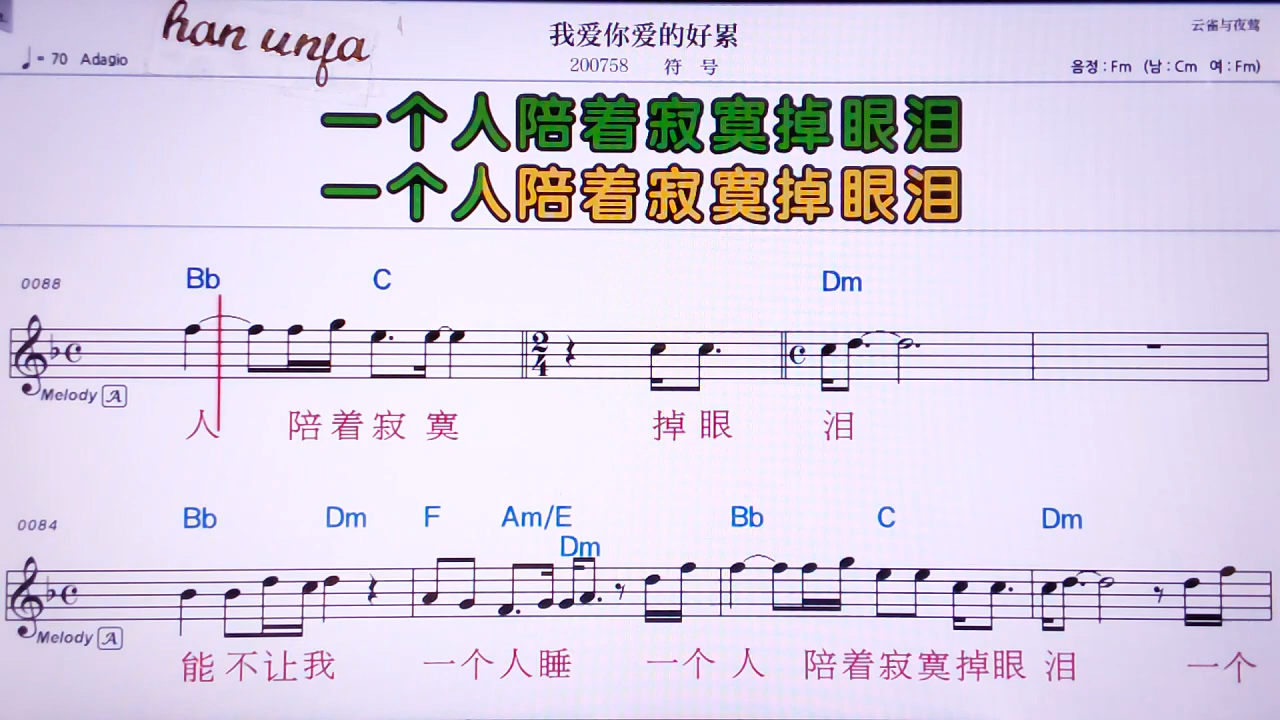 han unja
我爱你爱的好累
云雀与夜莺
♩= 70 Adagio
200758 符 号
음정 : Fm (남 : Cm 여 : Fm)
一个人陪着寂寞掉眼泪
一个人陪着寂寞掉眼泪
0088
Bb C Dm
2/4
Melody A
人 陪着寂 寞 掉 眼 泪
0084
Bb Dm F Am/E Bb C Dm
Dm
Melody A
能 不让我 一个人睡 一个 人 陪着寂寞掉眼 泪 一个